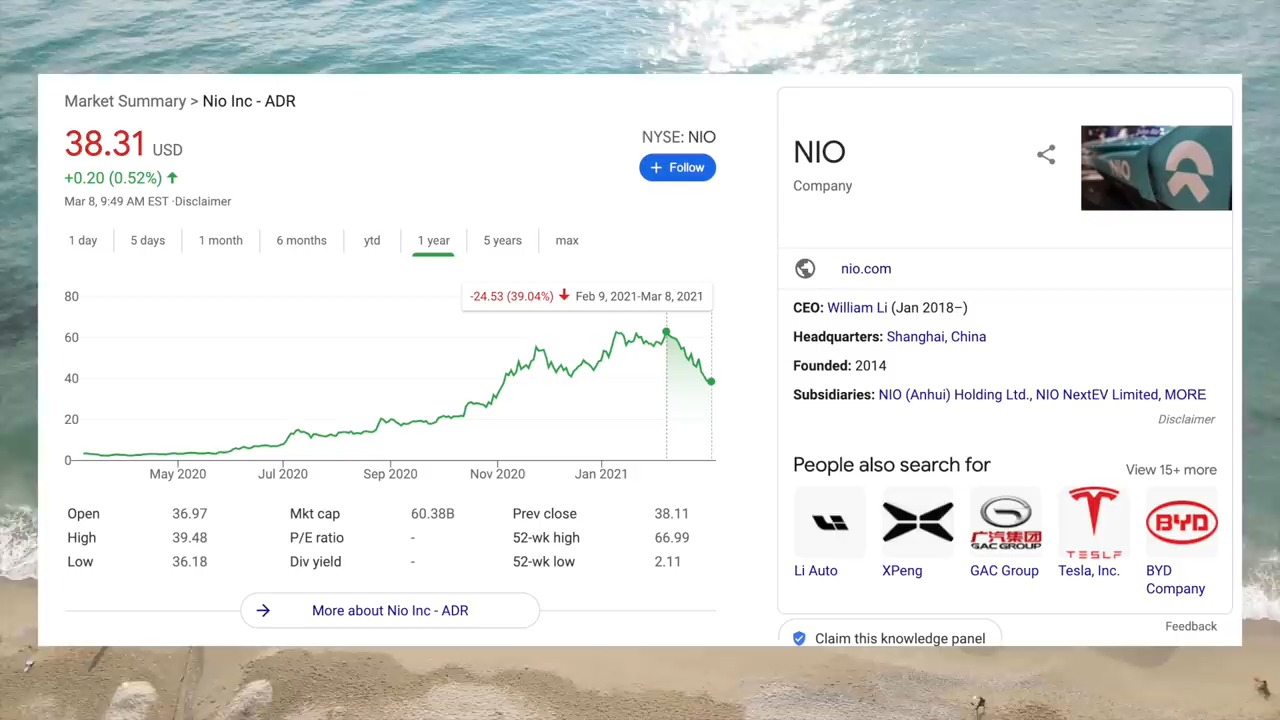 Market Summary > Nio Inc - ADR
38.31 USD
+0.20 (0.52%)
Mar 8, 9:49 AM EST ·Disclaimer
NYSE: NIO
+ Follow
1 day 5 days 1 month 6 months ytd 1 year 5 years max
-24.53 (39.04%) Feb 9, 2021-Mar 8, 2021
80
60
40
20
0
May 2020 Jul 2020 Sep 2020 Nov 2020 Jan 2021
Open 36.97 Mkt cap 60.38B Prev close 38.11
High 39.48 P/E ratio - 52-wk high 66.99
Low 36.18 Div yield - 52-wk low 2.11
More about Nio Inc - ADR
NIO
Company
NIO
nio.com
CEO: William Li (Jan 2018–)
Headquarters: Shanghai, China
Founded: 2014
Subsidiaries: NIO (Anhui) Holding Ltd., NIO NextEV Limited, MORE
Disclaimer
People also search for
View 15+ more
广汽集团
GAC GROUP
TESLA
BYD
Li Auto XPeng GAC Group Tesla, Inc. BYD
Company
Feedback
Claim this knowledge panel